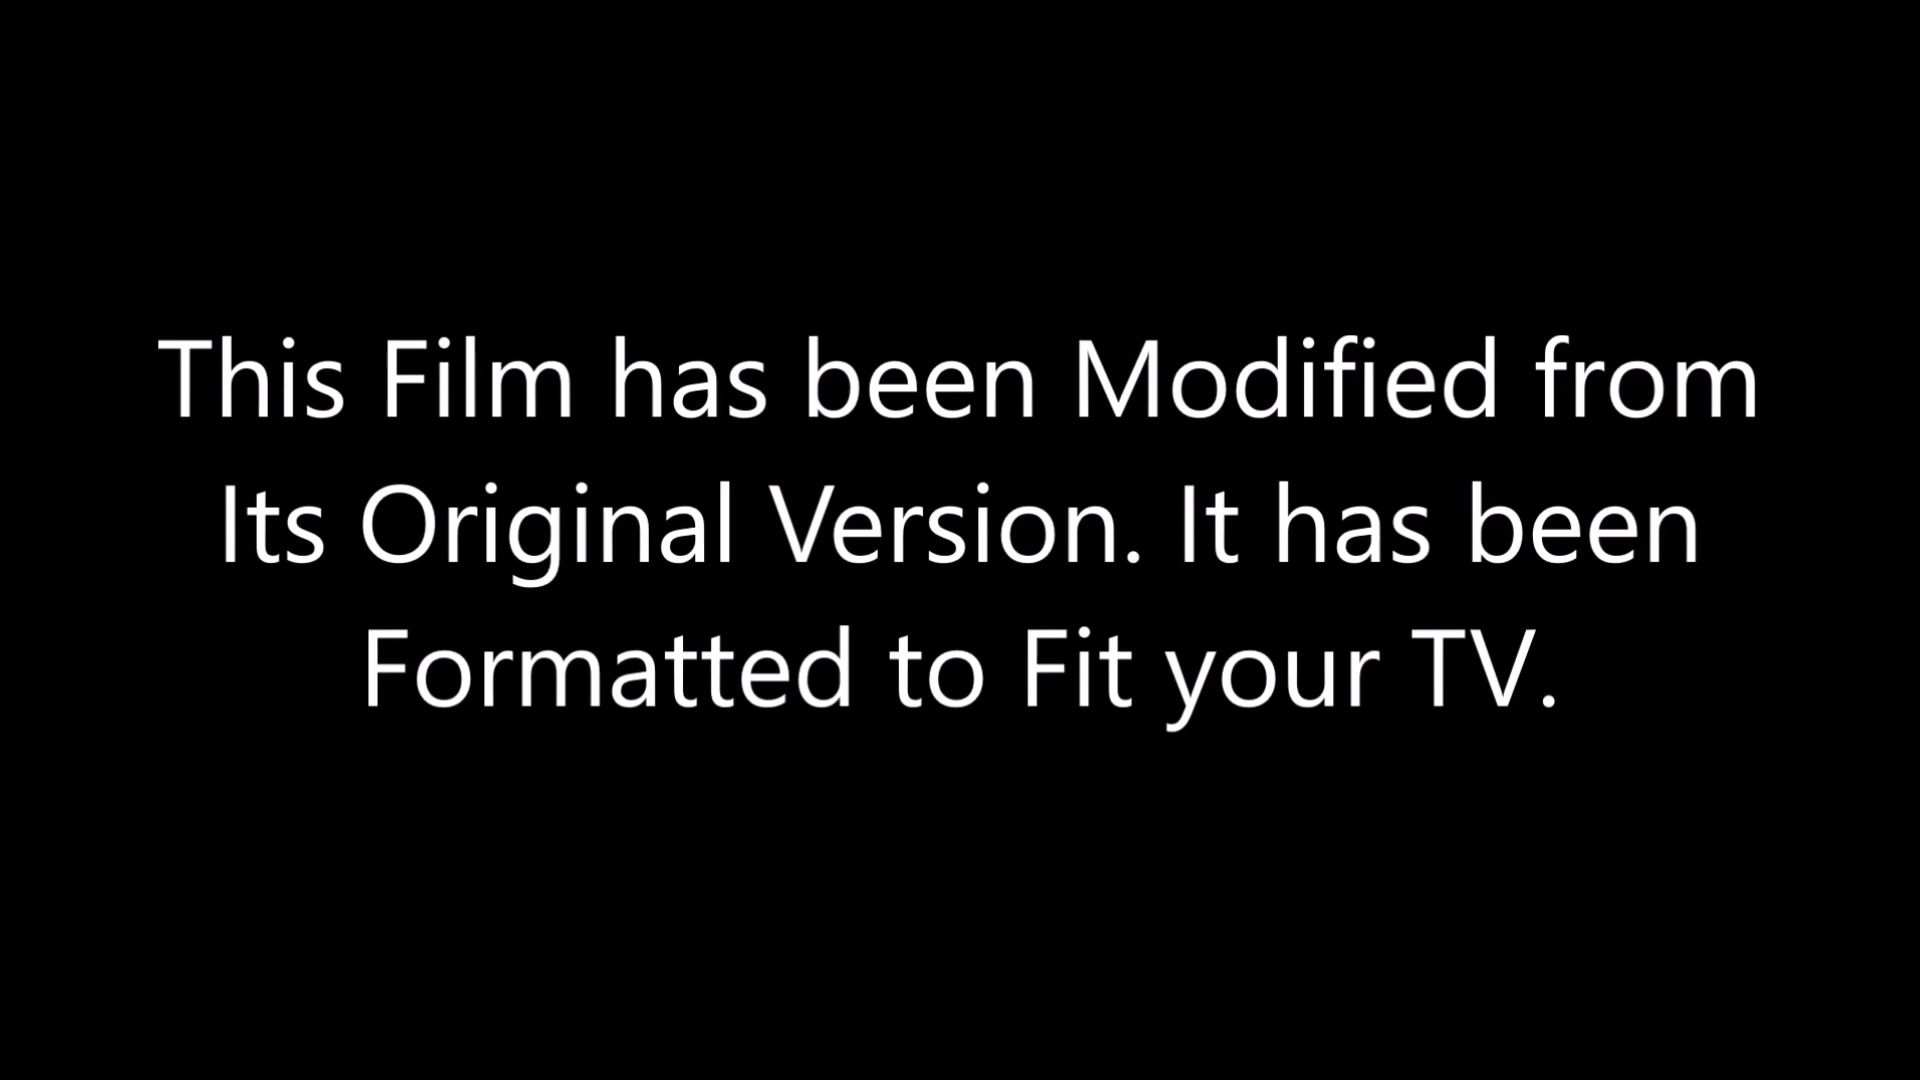 This Film has been Modified from
Its Original Version. It has been
Formatted to Fit your TV.